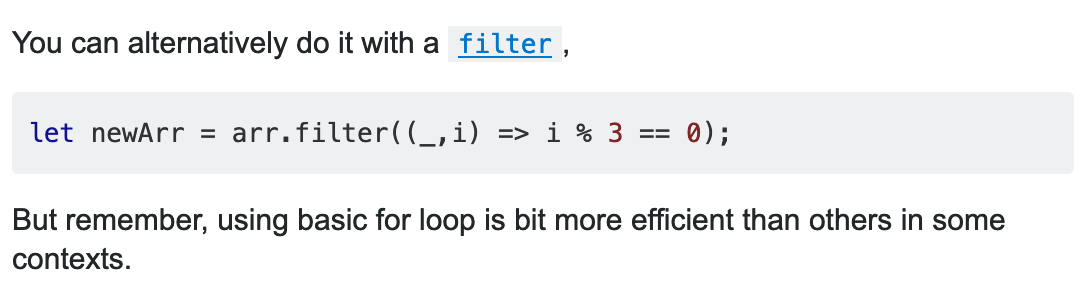 You can alternatively do it with a filter,
let newArr = arr.filter((_,i) => i % 3 == 0);
But remember, using basic for loop is bit more efficient than others in some
contexts.